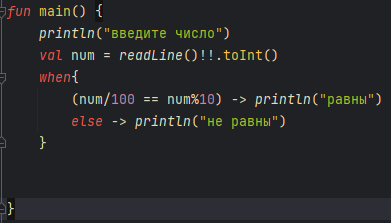 fun main() {
    println("введите число")
    val num = readLine()!!.toInt()
    when{
        (num/100 == num%10) -> println("равны")
        else -> println("не равны")
    }
}